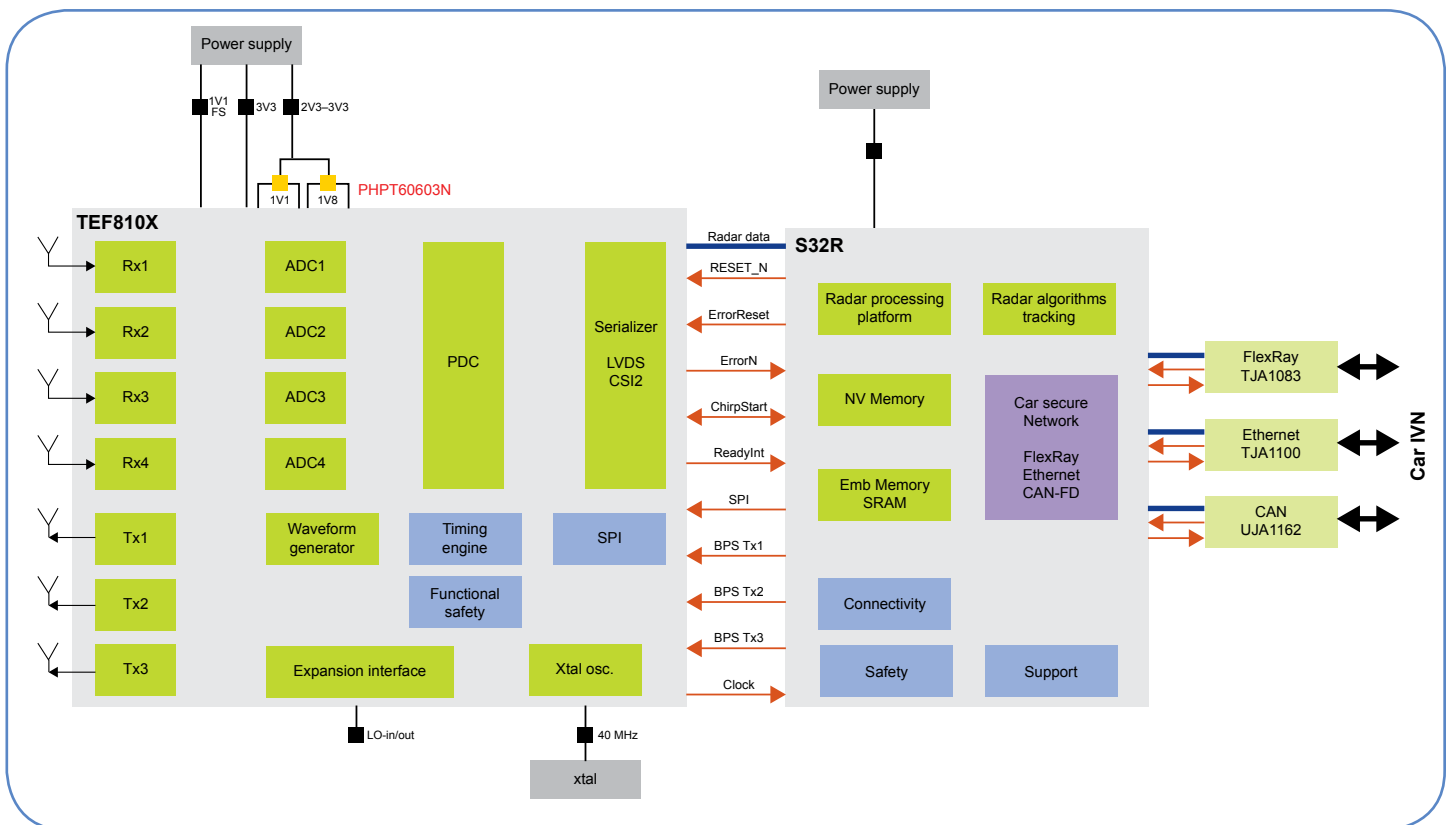 Power supply
1V1
FS
3V3
2V3–3V3
1V1
1V8
PHPT60603N
Power supply
TEF810X
Rx1
Rx2
Rx3
Rx4
Tx1
Tx2
Tx3
ADC1
ADC2
ADC3
ADC4
Waveform
generator
PDC
Timing
engine
Functional
safety
Serializer
LVDS
CSI2
SPI
Expansion interface
Xtal osc.
LO-in/out
40 MHz
xtal
Radar data
RESET_N
ErrorReset
ErrorN
ChirpStart
ReadyInt
SPI
BPS Tx1
BPS Tx2
BPS Tx3
Clock
S32R
Radar processing
platform
Radar algorithms
tracking
NV Memory
Emb Memory
SRAM
Car secure
Network
FlexRay
Ethernet
CAN-FD
Connectivity
Safety
Support
FlexRay
TJA1083
Ethernet
TJA1100
CAN
UJA1162
Car IVN